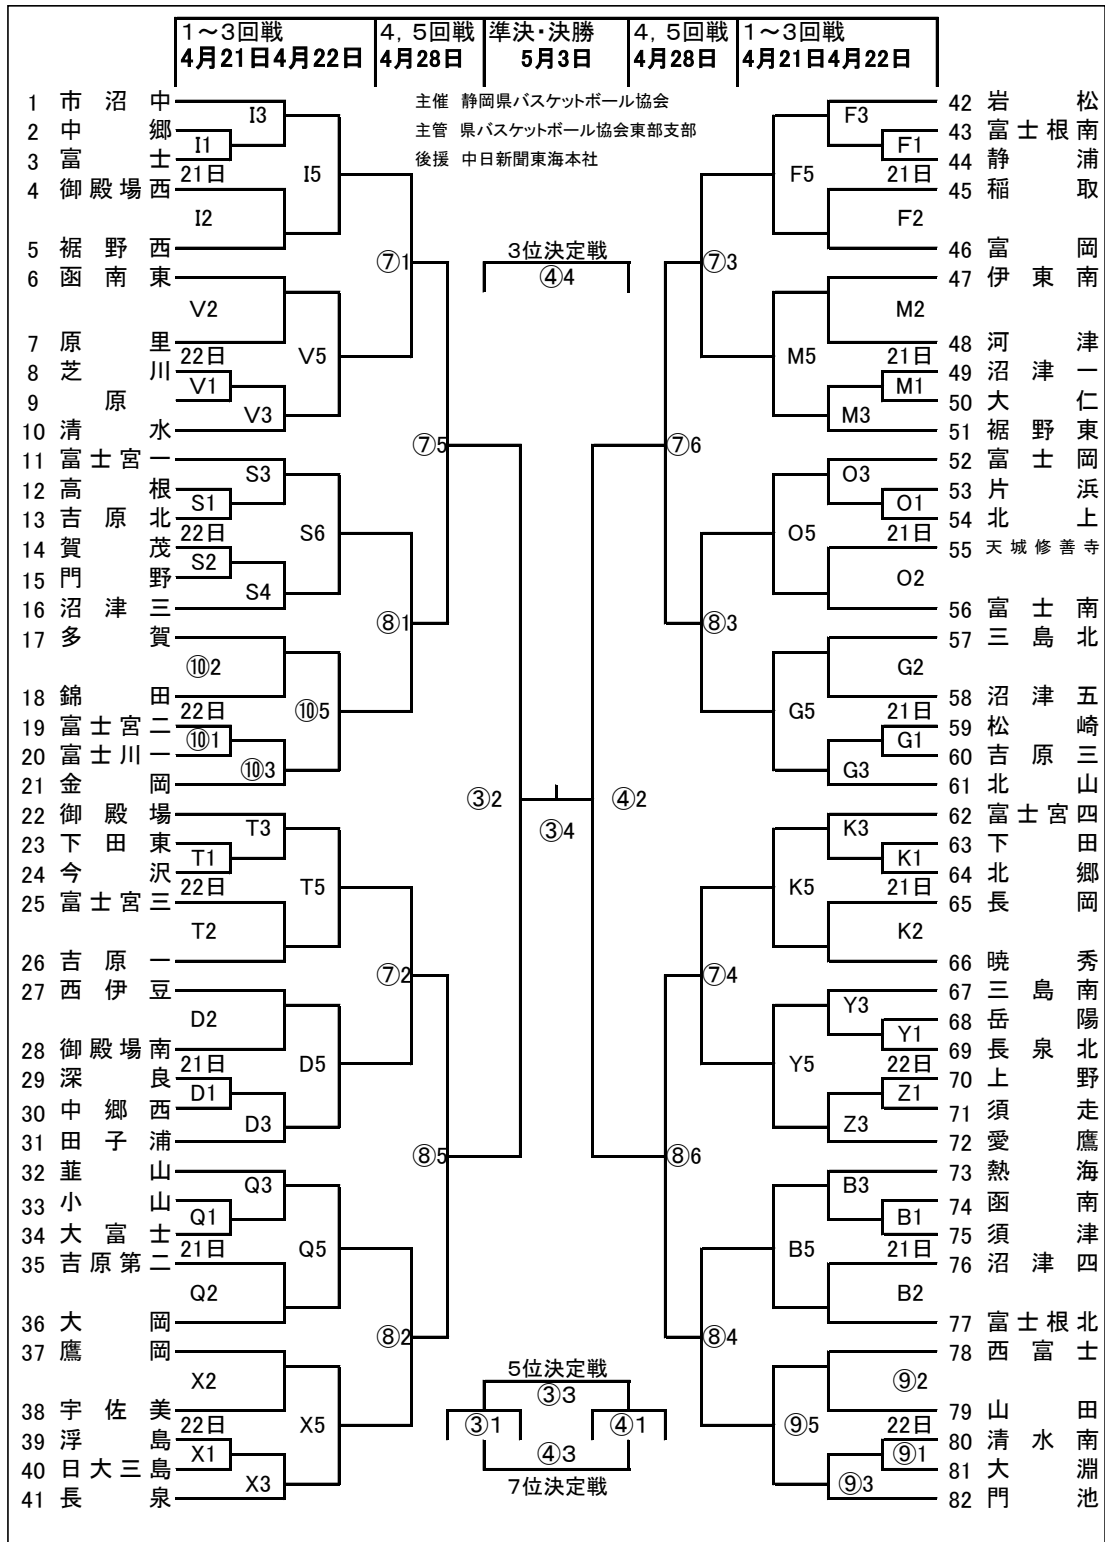 1～3回戦 4，5回戦 準決・決勝 4，5回戦 1～3回戦
4月21日4月22日 4月28日 5月3日 4月28日 4月21日4月22日
主催 静岡県バスケットボール協会
主管 県バスケットボール協会東部支部
後援 中日新聞東海本社
1 市沼中
I3
2 中郷
I1
3 富士
21日
I5
4 御殿場西
I2
5 裾野西
⑦1
6 函南東
V2
7 原里
22日
V5
8 芝川
V1
9 原
V3
10 清水
⑦5
11 富士宮一
S3
12 高根
S1
13 吉原北
22日
S6
14 賀茂
S2
15 門野
S4
16 沼津三
⑧1
17 多賀
⑩2
18 錦田
22日
⑩5
19 富士宮二
⑩1
20 富士川一
⑩3
21 金岡
③2
22 御殿場
T3
23 下田東
T1
24 今沢
22日
T5
25 富士宮三
T2
26 吉原一
⑦2
27 西伊豆
D2
28 御殿場南
21日
D5
29 深良
D1
30 中郷西
D3
31 田子浦
⑧5
32 韮山
Q3
33 小山
Q1
34 大富士
21日
Q5
35 吉原第二
Q2
36 大岡
⑧2
37 鷹岡
X2
38 宇佐美
22日
X5
39 浮島
X1
40 日大三島
X3
41 長泉
3位決定戦
④4
③4
5位決定戦
③3
③1 ④1
④3
7位決定戦
42 岩松
F3
43 富士根南
F1
44 静浦
21日
F5
45 稲取
F2
46 富岡
⑦3
47 伊東南
M2
48 河津
21日
M5
49 沼津一
M1
50 大仁
M3
51 裾野東
⑦6
52 富士岡
O3
53 片浜
O1
54 北上
21日
O5
55 天城修善寺
O2
56 富士南
⑧3
57 三島北
G2
58 沼津五
21日
G5
59 松崎
G1
60 吉原三
G3
61 北山
④2
62 富士宮四
K3
63 下田
K1
64 北郷
21日
K5
65 長岡
K2
66 暁秀
⑦4
67 三島南
Y3
68 岳陽
Y1
69 長泉北
22日
Y5
70 上野
Z1
71 須走
Z3
72 愛鷹
⑧6
73 熱海
B3
74 函南
B1
75 須津
21日
B5
76 沼津四
B2
77 富士根北
⑧4
78 西富士
⑨2
79 山田
22日
⑨5
80 清水南
⑨1
81 大淵
⑨3
82 門池